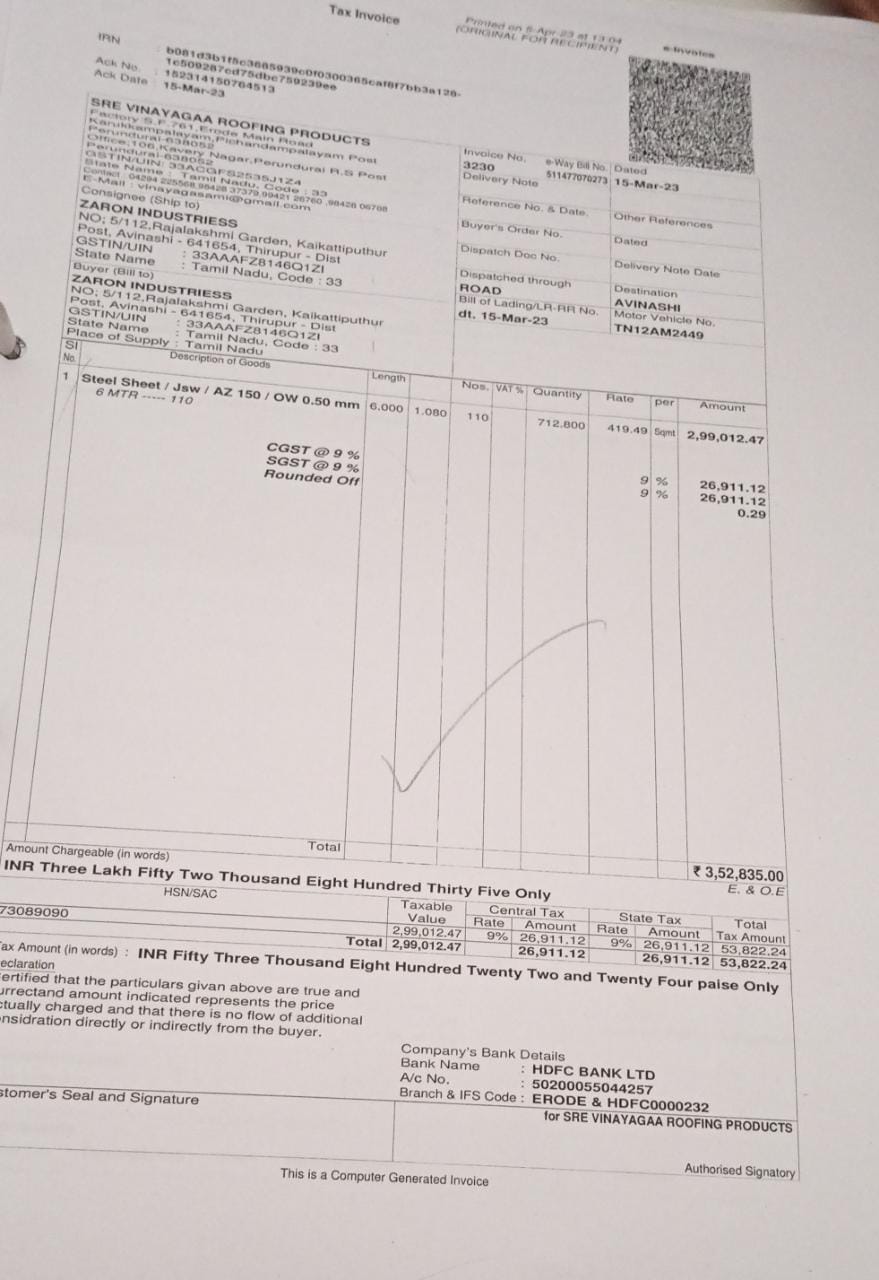 Tax Invoice
Printed on 5-Apr-23 at 13:04
(ORIGINAL FOR RECIPIENT)
e-Invoice
IRN : b081d3b1f5c3685939c0f0300365caf8f7bb3a128-
1e509287cd75dbc759239ee
Ack No. : 152314150764513
Ack Date : 15-Mar-23
SRE VINAYAGAA ROOFING PRODUCTS
Factory S.F.761,Erode Main Road
Karukkampalayam,Pichandampalayam Post
Perundurai-638052
Office:106,Kavery Nagar,Perundurai R.S Post
Perundurai-638052
GSTIN/UIN: 33ACGFS2535J1Z4
State Name : Tamil Nadu, Code : 33
Contact : 04294 225568,98428 37379,99421 26760 ,98426 06768
E-Mail : vinayagasami@gmail.com
Invoice No. e-Way Bill No. Dated
3230 511477070273 15-Mar-23
Delivery Note
Reference No. & Date. Other References
Buyer's Order No. Dated
Dispatch Doc No. Delivery Note Date
Dispatched through Destination
ROAD AVINASHI
Bill of Lading/LR-RR No. Motor Vehicle No.
dt. 15-Mar-23 TN12AM2449
Consignee (Ship to)
ZARON INDUSTRIESS
NO; 5/112,Rajalakshmi Garden, Kaikattiputhur
Post, Avinashi - 641654, Thirupur - Dist
GSTIN/UIN : 33AAAFZ8146Q1ZI
State Name : Tamil Nadu, Code : 33
Buyer (Bill to)
ZARON INDUSTRIESS
NO; 5/112,Rajalakshmi Garden, Kaikattiputhur
Post, Avinashi - 641654, Thirupur - Dist
GSTIN/UIN : 33AAAFZ8146Q1ZI
State Name : Tamil Nadu, Code : 33
Place of Supply : Tamil Nadu
Sl No. Description of Goods Length Nos. VAT % Quantity Rate per Amount
1 Steel Sheet / Jsw / AZ 150 / OW 0.50 mm 6.000 1.080 110 712.800 419.49 Sqmt 2,99,012.47
6 MTR ----- 110
CGST @ 9 % 9 % 26,911.12
SGST @ 9 % 9 % 26,911.12
Rounded Off 0.29
Total ₹ 3,52,835.00
Amount Chargeable (in words) E. & O.E
INR Three Lakh Fifty Two Thousand Eight Hundred Thirty Five Only
HSN/SAC Taxable Central Tax State Tax Total
Value Rate Amount Rate Amount Tax Amount
73089090 2,99,012.47 9% 26,911.12 9% 26,911.12 53,822.24
Total 2,99,012.47 26,911.12 26,911.12 53,822.24
ax Amount (in words) : INR Fifty Three Thousand Eight Hundred Twenty Two and Twenty Four paise Only
eclaration
ertified that the particulars givan above are true and
urrectand amount indicated represents the price
ctually charged and that there is no flow of additional
nsidration directly or indirectly from the buyer.
Company's Bank Details
Bank Name : HDFC BANK LTD
A/c No. : 50200055044257
Branch & IFS Code : ERODE & HDFC0000232
stomer's Seal and Signature
for SRE VINAYAGAA ROOFING PRODUCTS
Authorised Signatory
This is a Computer Generated Invoice